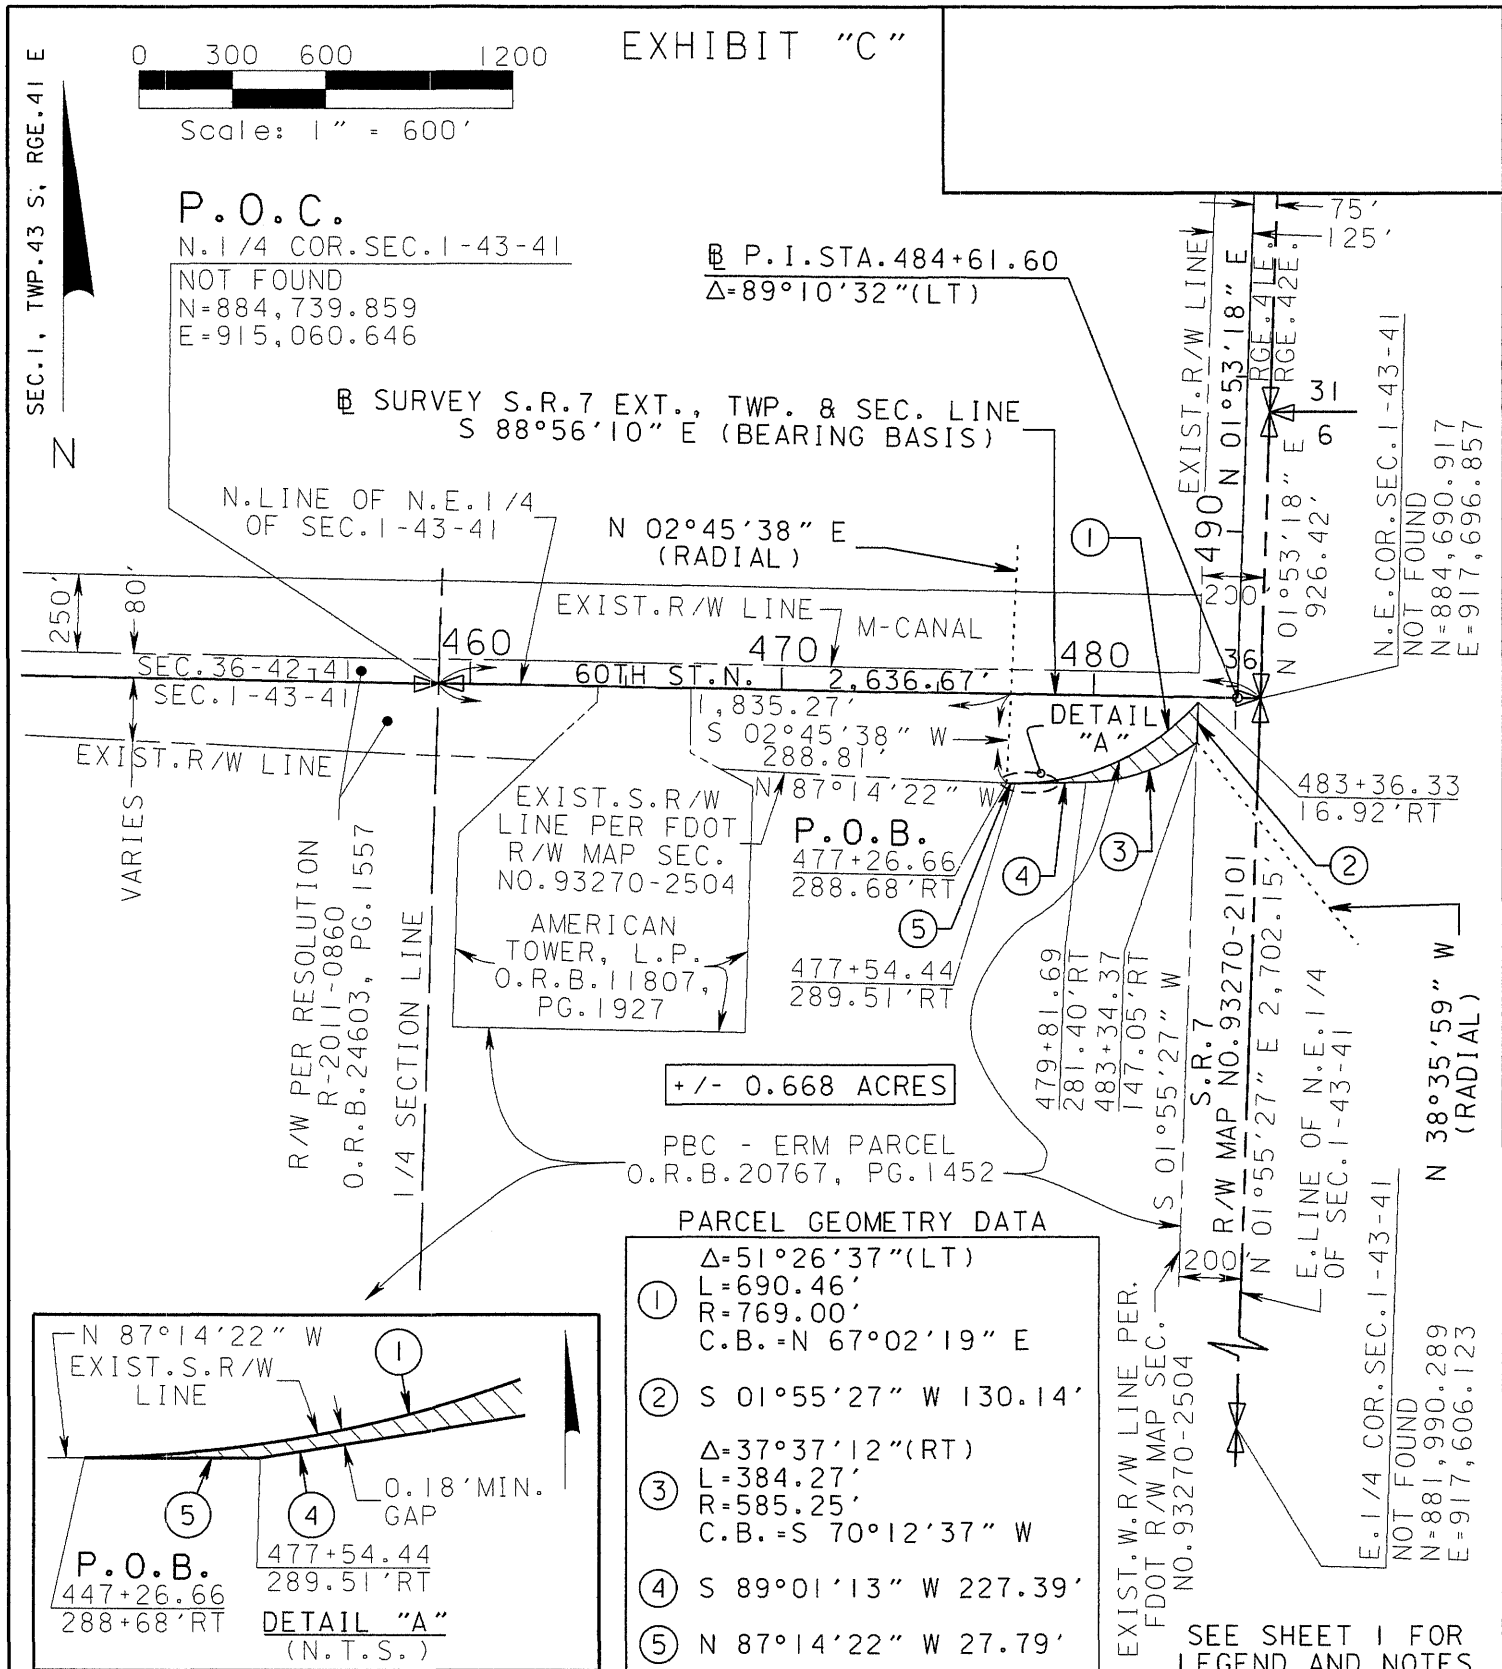 EXHIBIT "C"
0 300 600 1200
Scale: 1" = 600'
SEC.1, TWP.43 S, RGE.41 E
N
P.O.C.
N.1/4 COR.SEC.1-43-41
NOT FOUND
N=884,739.859
E=915,060.646
℄ P.I.STA.484+61.60
Δ=89°10'32"(LT)
75'
125'
EXIST.R/W LINE
N 01°53'18" E
RGE.41E.
RGE.42E.
31
6
N 01°53'18" E
926.42'
N.E.COR.SEC.1-43-41
NOT FOUND
N=884,690.917
E=917,696.857
℄ SURVEY S.R.7 EXT., TWP. & SEC. LINE
S 88°56'10" E (BEARING BASIS)
N.LINE OF N.E.1/4
OF SEC.1-43-41
N 02°45'38" E
(RADIAL)
1
490
200'
250'
80'
EXIST.R/W LINE
M-CANAL
460
470
480
36
SEC.36-42-41
SEC.1-43-41
60TH ST.N.
2,636.67'
1,835.27'
S 02°45'38" W
288.81'
N 87°14'22" W
DETAIL
"A"
EXIST.R/W LINE
VARIES
R/W PER RESOLUTION
R-2011-0860
O.R.B.24603, PG.1557
1/4 SECTION LINE
EXIST.S.R/W
LINE PER FDOT
R/W MAP SEC.
NO.93270-2504
AMERICAN
TOWER, L.P.
O.R.B.11807,
PG.1927
P.O.B.
477+26.66
288.68'RT
5
4
3
2
477+54.44
289.51'RT
483+36.33
16.92'RT
479+81.69
281.40'RT
483+34.37
147.05'RT
S 01°55'27" W
S.R.7
R/W MAP NO.93270-2101
N 01°55'27" E 2,702.15'
E.LINE OF N.E.1/4
OF SEC.1-43-41
N 38°35'59" W
(RADIAL)
+/- 0.668 ACRES
PBC - ERM PARCEL
O.R.B.20767, PG.1452
200'
EXIST.W.R/W LINE PER.
FDOT R/W MAP SEC.
NO.93270-2504
E.1/4 COR.SEC.1-43-41
NOT FOUND
N=881,990.289
E=917,606.123
PARCEL GEOMETRY DATA
1
Δ=51°26'37"(LT)
L=690.46'
R=769.00'
C.B.=N 67°02'19" E
2 S 01°55'27" W 130.14'
3
Δ=37°37'12"(RT)
L=384.27'
R=585.25'
C.B.=S 70°12'37" W
4 S 89°01'13" W 227.39'
5 N 87°14'22" W 27.79'
N 87°14'22" W
EXIST.S.R/W
LINE
1
5
4
0.18'MIN.
GAP
P.O.B.
447+26.66
288+68'RT
477+54.44
289.51'RT
DETAIL "A"
(N.T.S.)
SEE SHEET 1 FOR
LEGEND AND NOTES